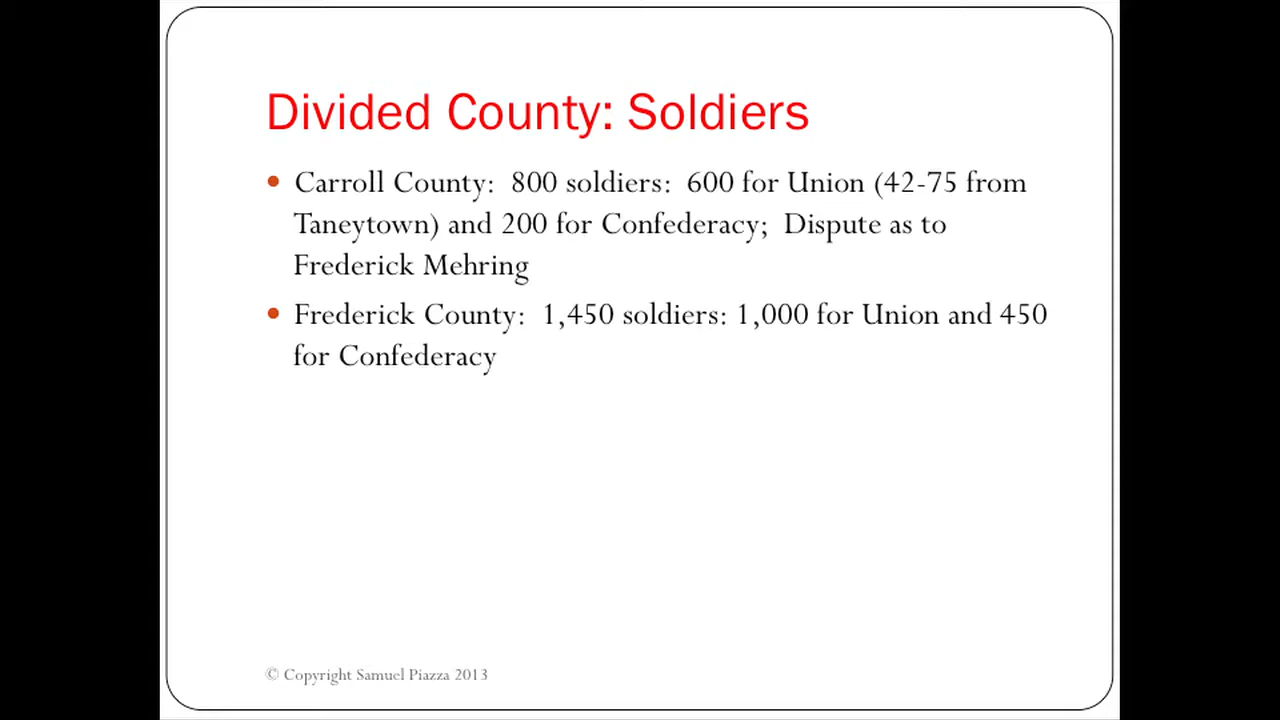 Divided County: Soldiers
• Carroll County: 800 soldiers: 600 for Union (42-75 from
Taneytown) and 200 for Confederacy; Dispute as to
Frederick Mehring
• Frederick County: 1,450 soldiers: 1,000 for Union and 450
for Confederacy
© Copyright Samuel Piazza 2013